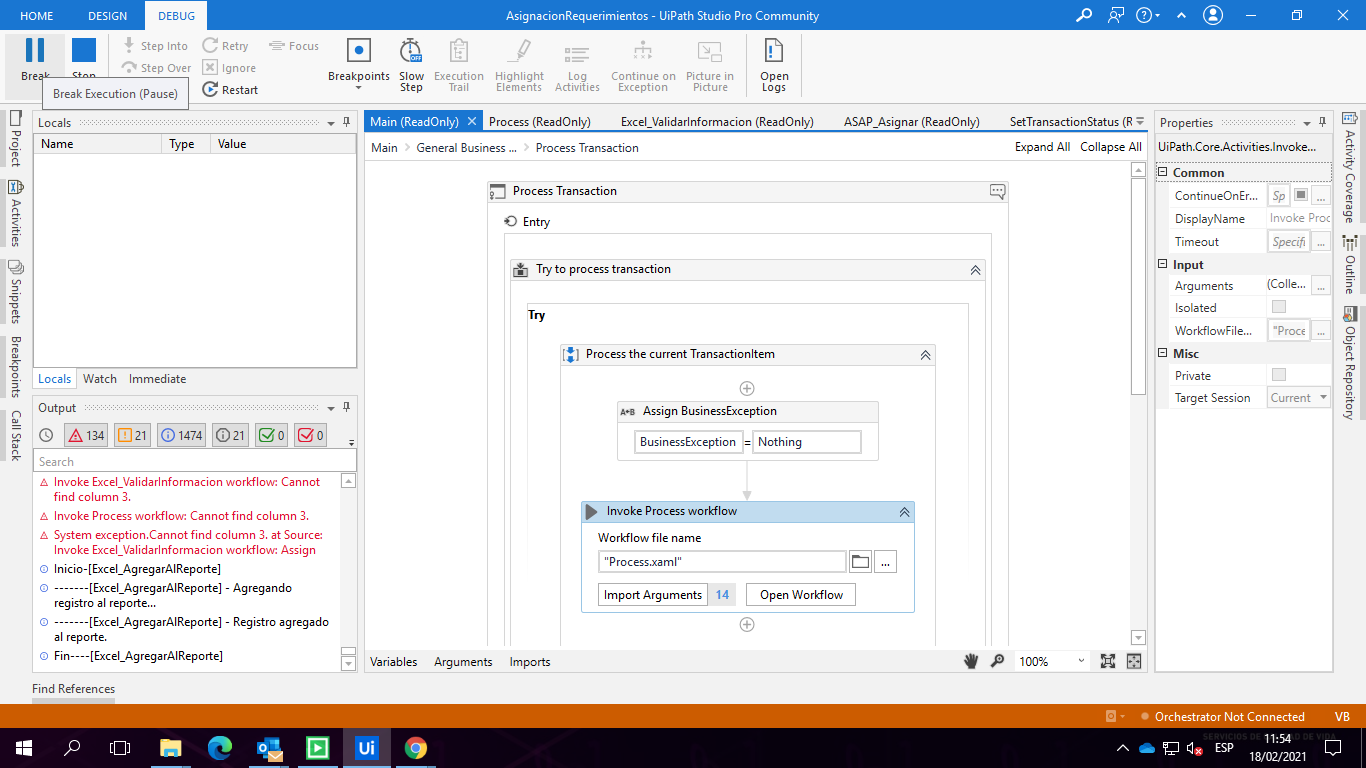 HOME DESIGN DEBUG AsignacionRequerimientos - UiPath Studio Pro Community
Break Stop Step Into Step Over Retry Ignore Restart Focus Breakpoints Slow Step Execution Trail Highlight Elements Log Activities Continue on Exception Picture in Picture Open Logs
Break Execution (Pause)
Project
Activities
Snippets
Breakpoints
Call Stack
Locals
Name Type Value
Locals Watch Immediate
Output
134 21 1474 21 0 0
Search
Invoke Excel_ValidarInformacion workflow: Cannot
find column 3.
Invoke Process workflow: Cannot find column 3.
System exception.Cannot find column 3. at Source:
Invoke Excel_ValidarInformacion workflow: Assign
Inicio-[Excel_AgregarAlReporte]
-------[Excel_AgregarAlReporte] - Agregando
registro al reporte...
-------[Excel_AgregarAlReporte] - Registro agregado
al reporte.
Fin----[Excel_AgregarAlReporte]
Find References
Main (ReadOnly) Process (ReadOnly) Excel_ValidarInformacion (ReadOnly) ASAP_Asignar (ReadOnly) SetTransactionStatus (R
Main General Business ... Process Transaction Expand All Collapse All
Process Transaction
Entry
Try to process transaction
Try
Process the current TransactionItem
A+B Assign BusinessException
BusinessException = Nothing
Invoke Process workflow
Workflow file name
"Process.xaml" ...
Import Arguments 14 Open Workflow
Variables Arguments Imports 100%
Properties
UiPath.Core.Activities.Invoke...
Common
ContinueOnEr... Sp ...
DisplayName Invoke Proc
Timeout Specifi ...
Input
Arguments (Colle... ...
Isolated
WorkflowFile... "Proce ...
Misc
Private
Target Session Current
Activity Coverage
Outline
Object Repository
Orchestrator Not Connected VB
Ui ESP 11:54
18/02/2021